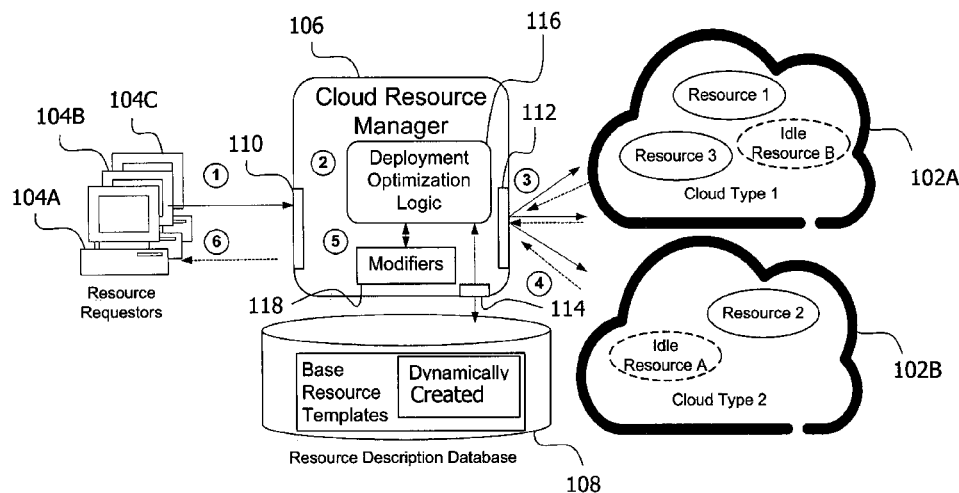 106
116
104C
104B
104A
110
112
Cloud Resource
Manager
1
2
3
4
5
6
Deployment
Optimization
Logic
Modifiers
118
114
Resource
Requestors
Resource 1
Resource 3
Idle
Resource B
Cloud Type 1
102A
Resource 2
Idle
Resource A
Cloud Type 2
102B
Base
Resource
Templates
Dynamically
Created
Resource Description Database
108